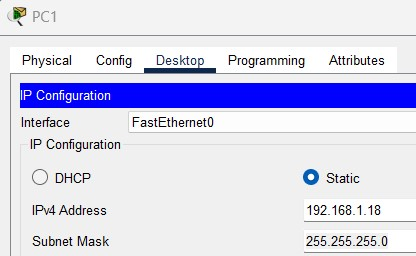 PC1
Physical Config Desktop Programming Attributes
IP Configuration
Interface FastEthernet0
IP Configuration
DHCP Static
IPv4 Address 192.168.1.18
Subnet Mask 255.255.255.0